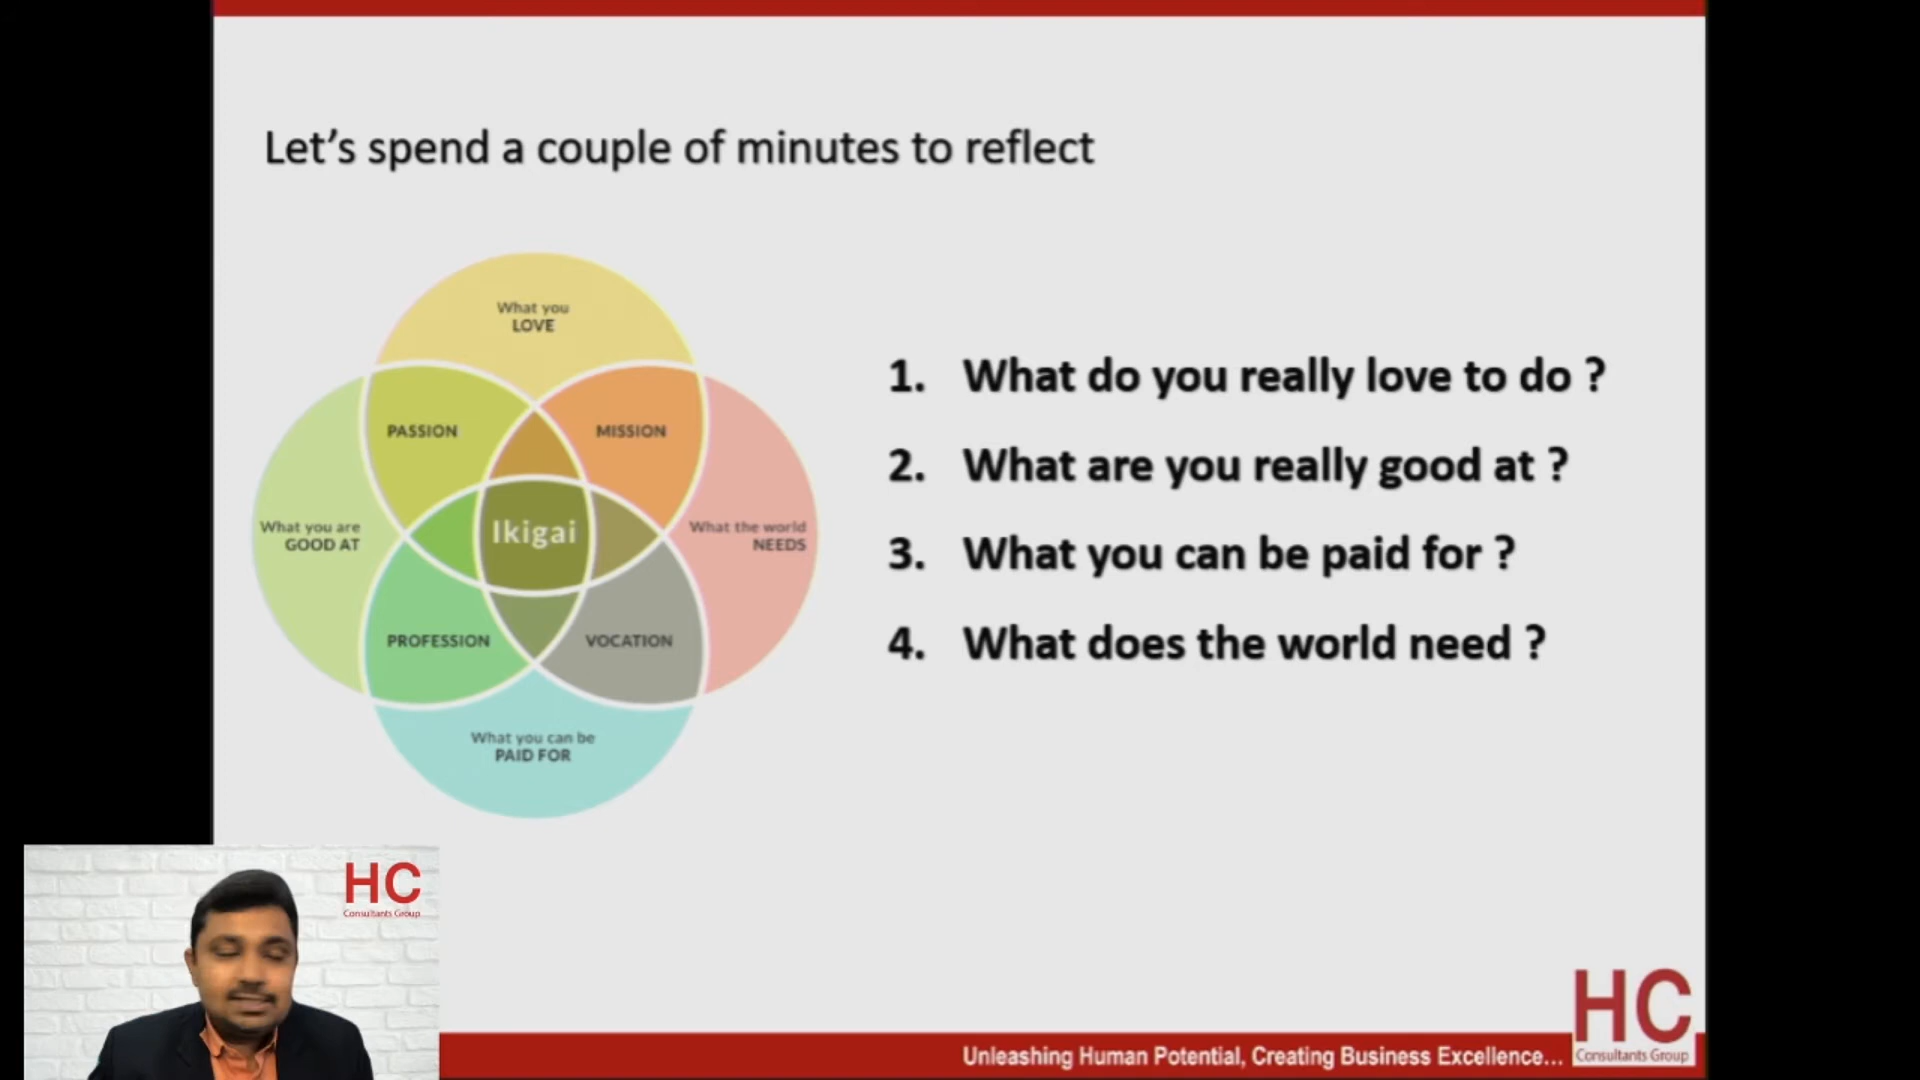 Let's spend a couple of minutes to reflect
What you
LOVE
PASSION
MISSION
What you are
GOOD AT
Ikigai
What the world
NEEDS
PROFESSION
VOCATION
What you can be
PAID FOR
1. What do you really love to do ?
2. What are you really good at ?
3. What you can be paid for ?
4. What does the world need ?
HC
Consultants Group
Unleashing Human Potential, Creating Business Excellence...
HC
Consultants Group